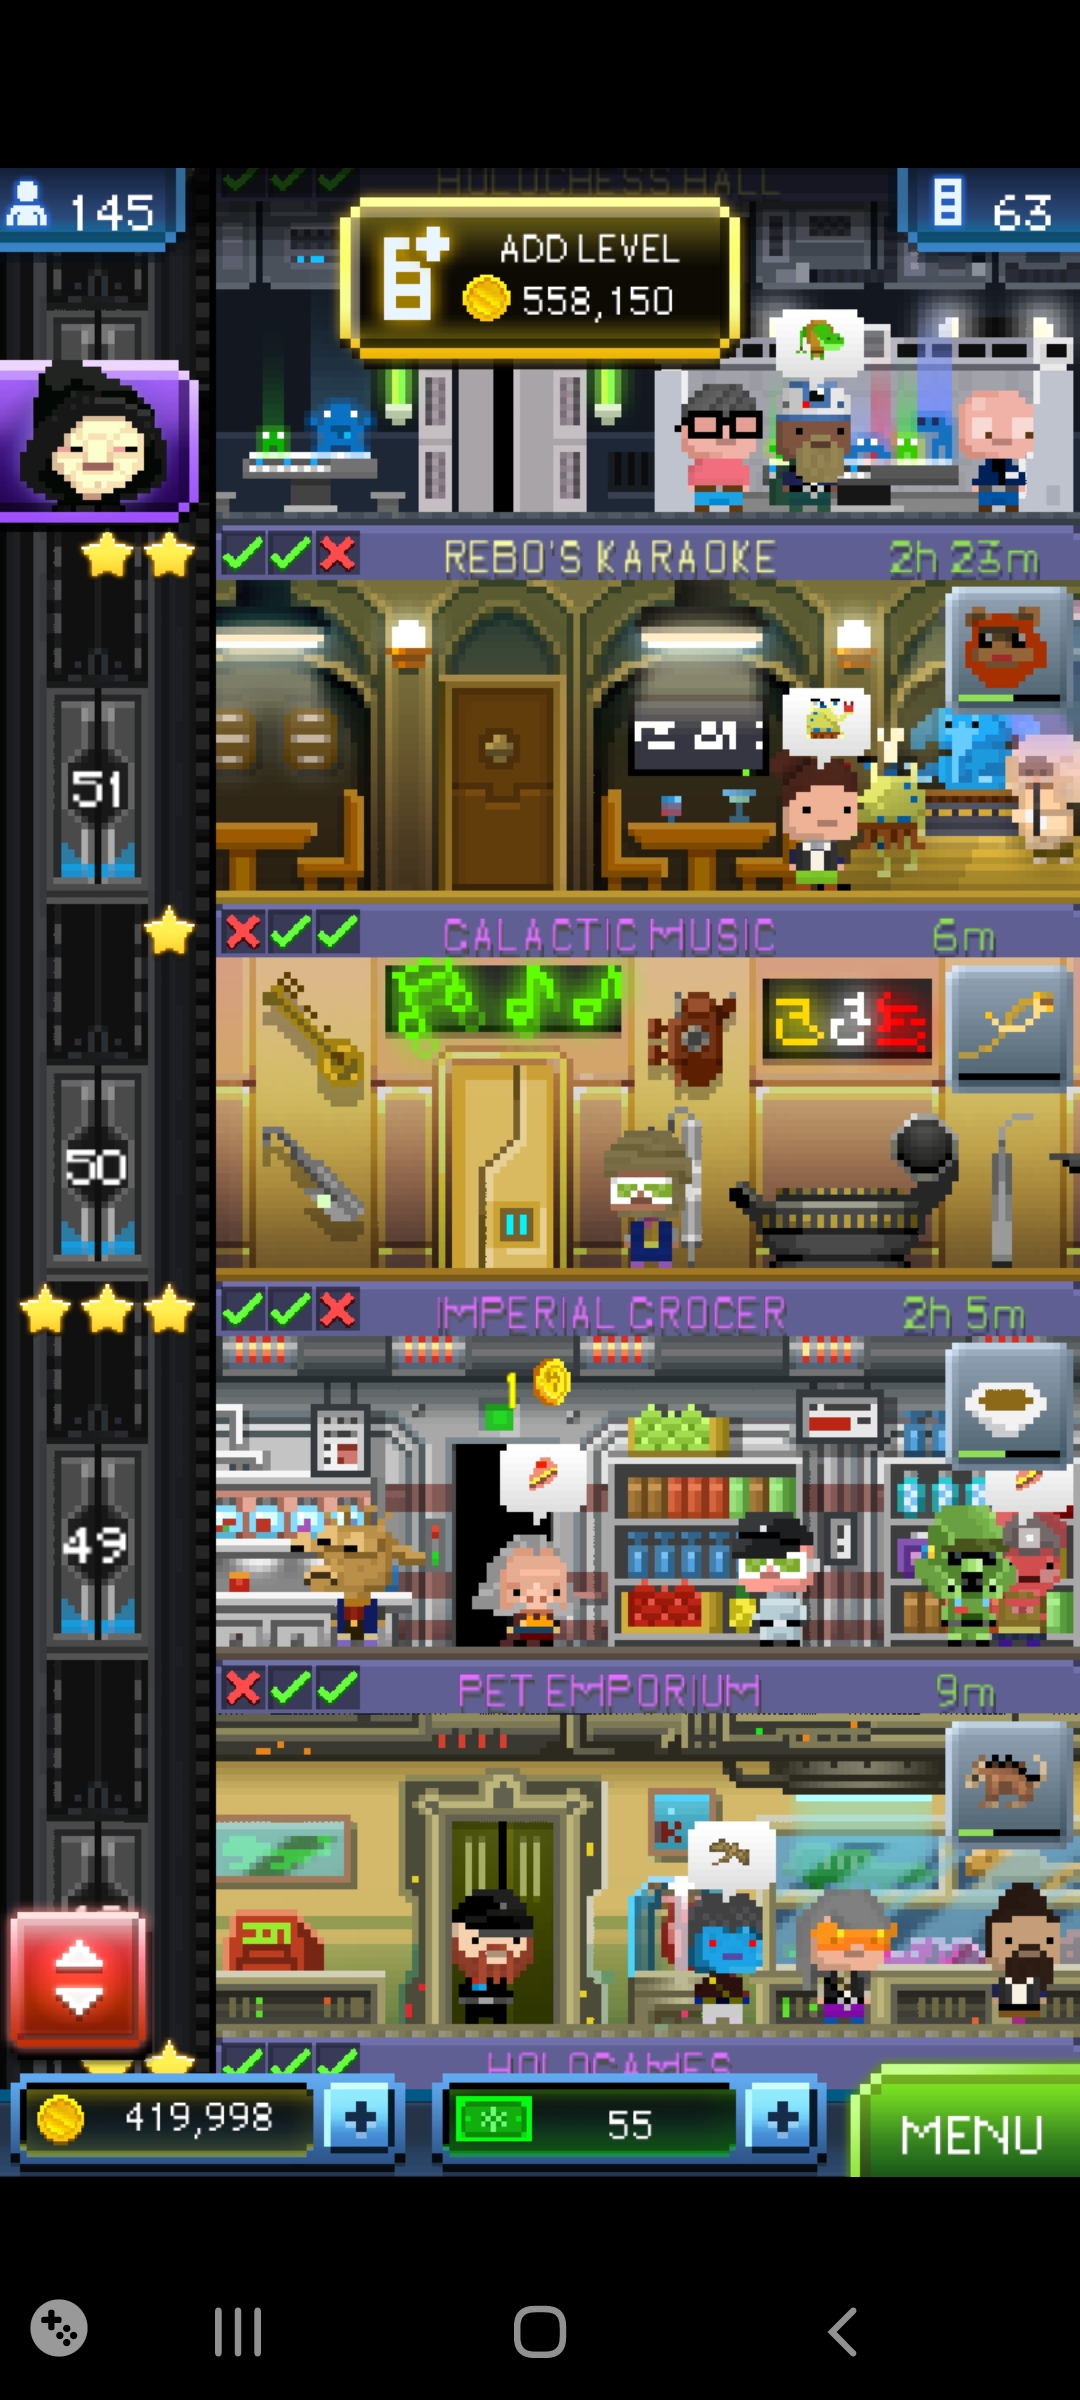 HOLOCHESS HALL
145
63
ADD LEVEL
558,150
REBO'S KARAOKE
2h 23m
51
GALACTIC MUSIC
6m
50
IMPERIAL GROCER
2h 5m
1
49
PET EMPORIUM
9m
HOLOGAMES
419,998
55
MENU